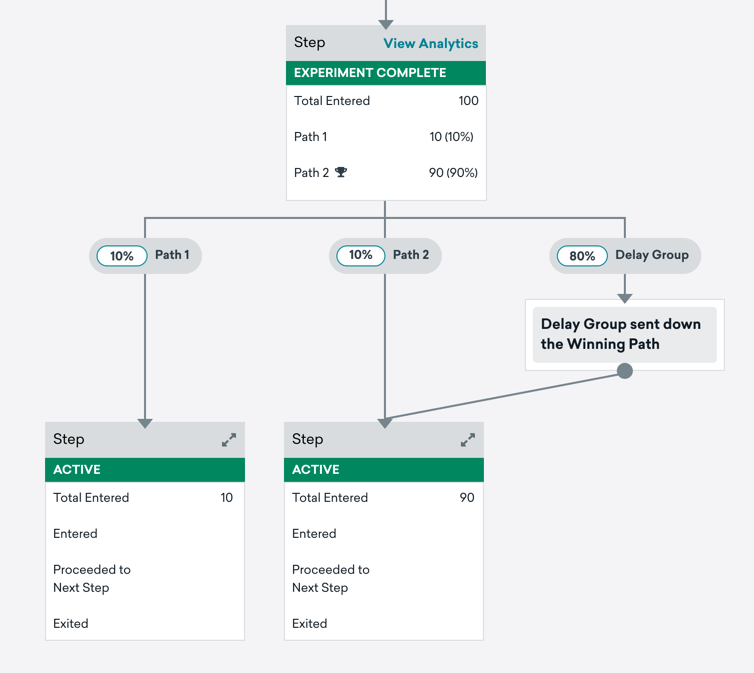 Step View Analytics
EXPERIMENT COMPLETE
Total Entered 100
Path 1 10 (10%)
Path 2 90 (90%)
10% Path 1
10% Path 2
80% Delay Group
Delay Group sent down
the Winning Path
Step
ACTIVE
Total Entered 10
Entered
Proceeded to
Next Step
Exited
Step
ACTIVE
Total Entered 90
Entered
Proceeded to
Next Step
Exited